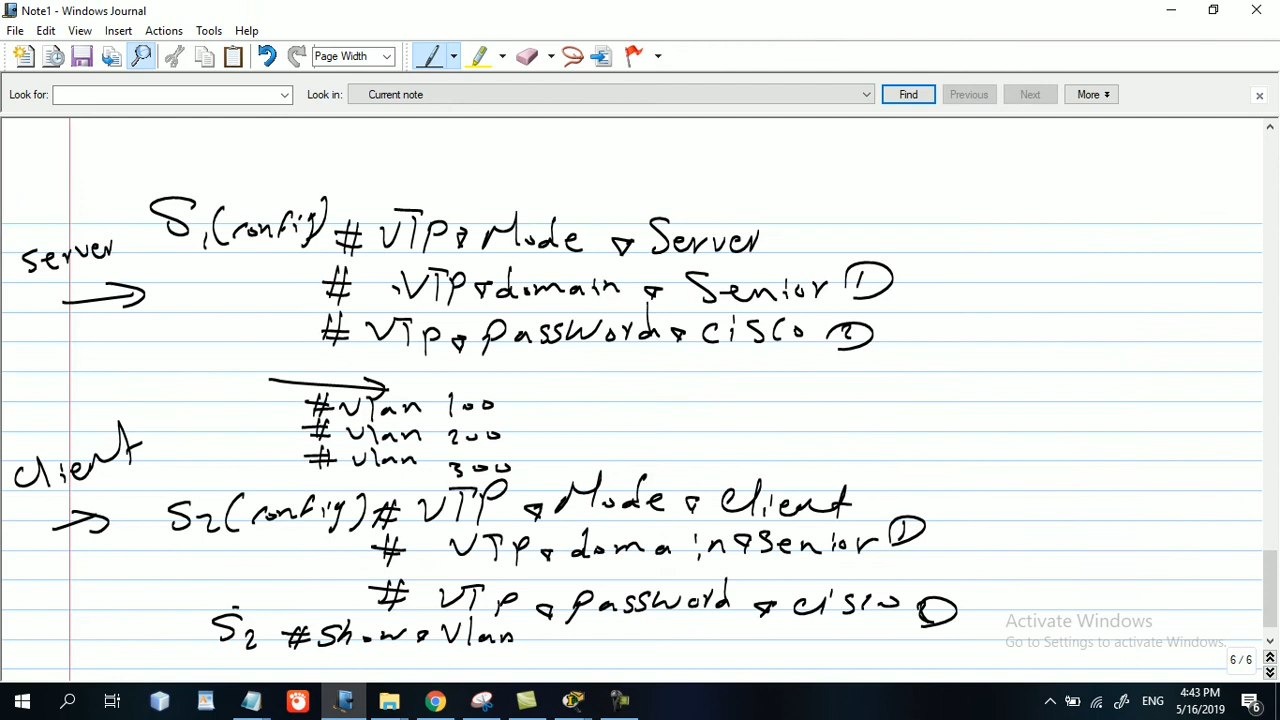 Note1 - Windows Journal
File Edit View Insert Actions Tools Help
Page Width
Look for: Look in: Current note Find Previous Next More
S1(config)# VTP Mode Server
server
# VTP domain Senior 1
# VTP password cisco 2
# vlan 100
# vlan 200
# vlan 300
client
S2(config)# VTP Mode Client
# VTP domain Senior 1
# VTP password cisco
S2 #Show Vlan
Activate Windows
Go to Settings to activate Windows.
6 / 6
ENG 4:43 PM
5/16/2019 6